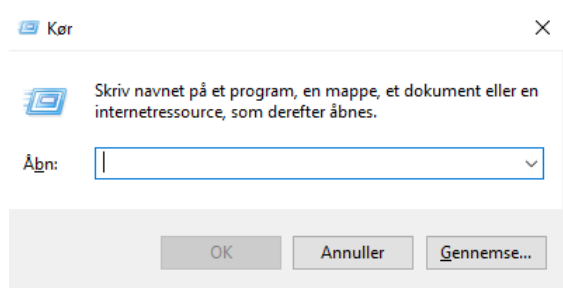 Kør
Skriv navnet på et program, en mappe, et dokument eller en
internetressource, som derefter åbnes.
Åbn:
OK Annuller Gennemse...